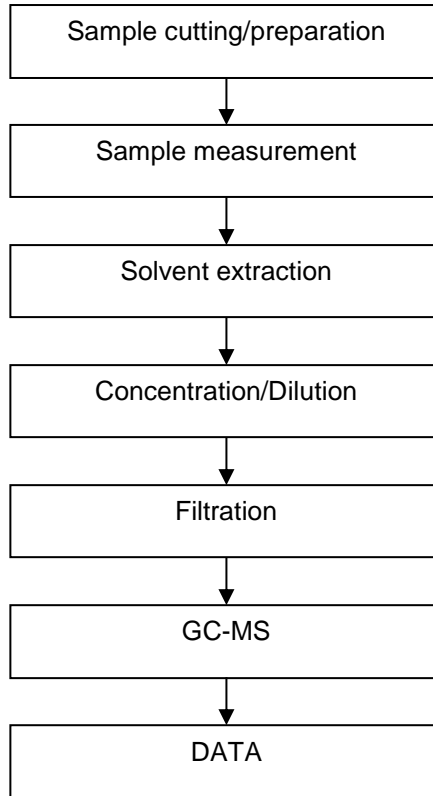 Sample cutting/preparation
Sample measurement
Solvent extraction
Concentration/Dilution
Filtration
GC-MS
DATA